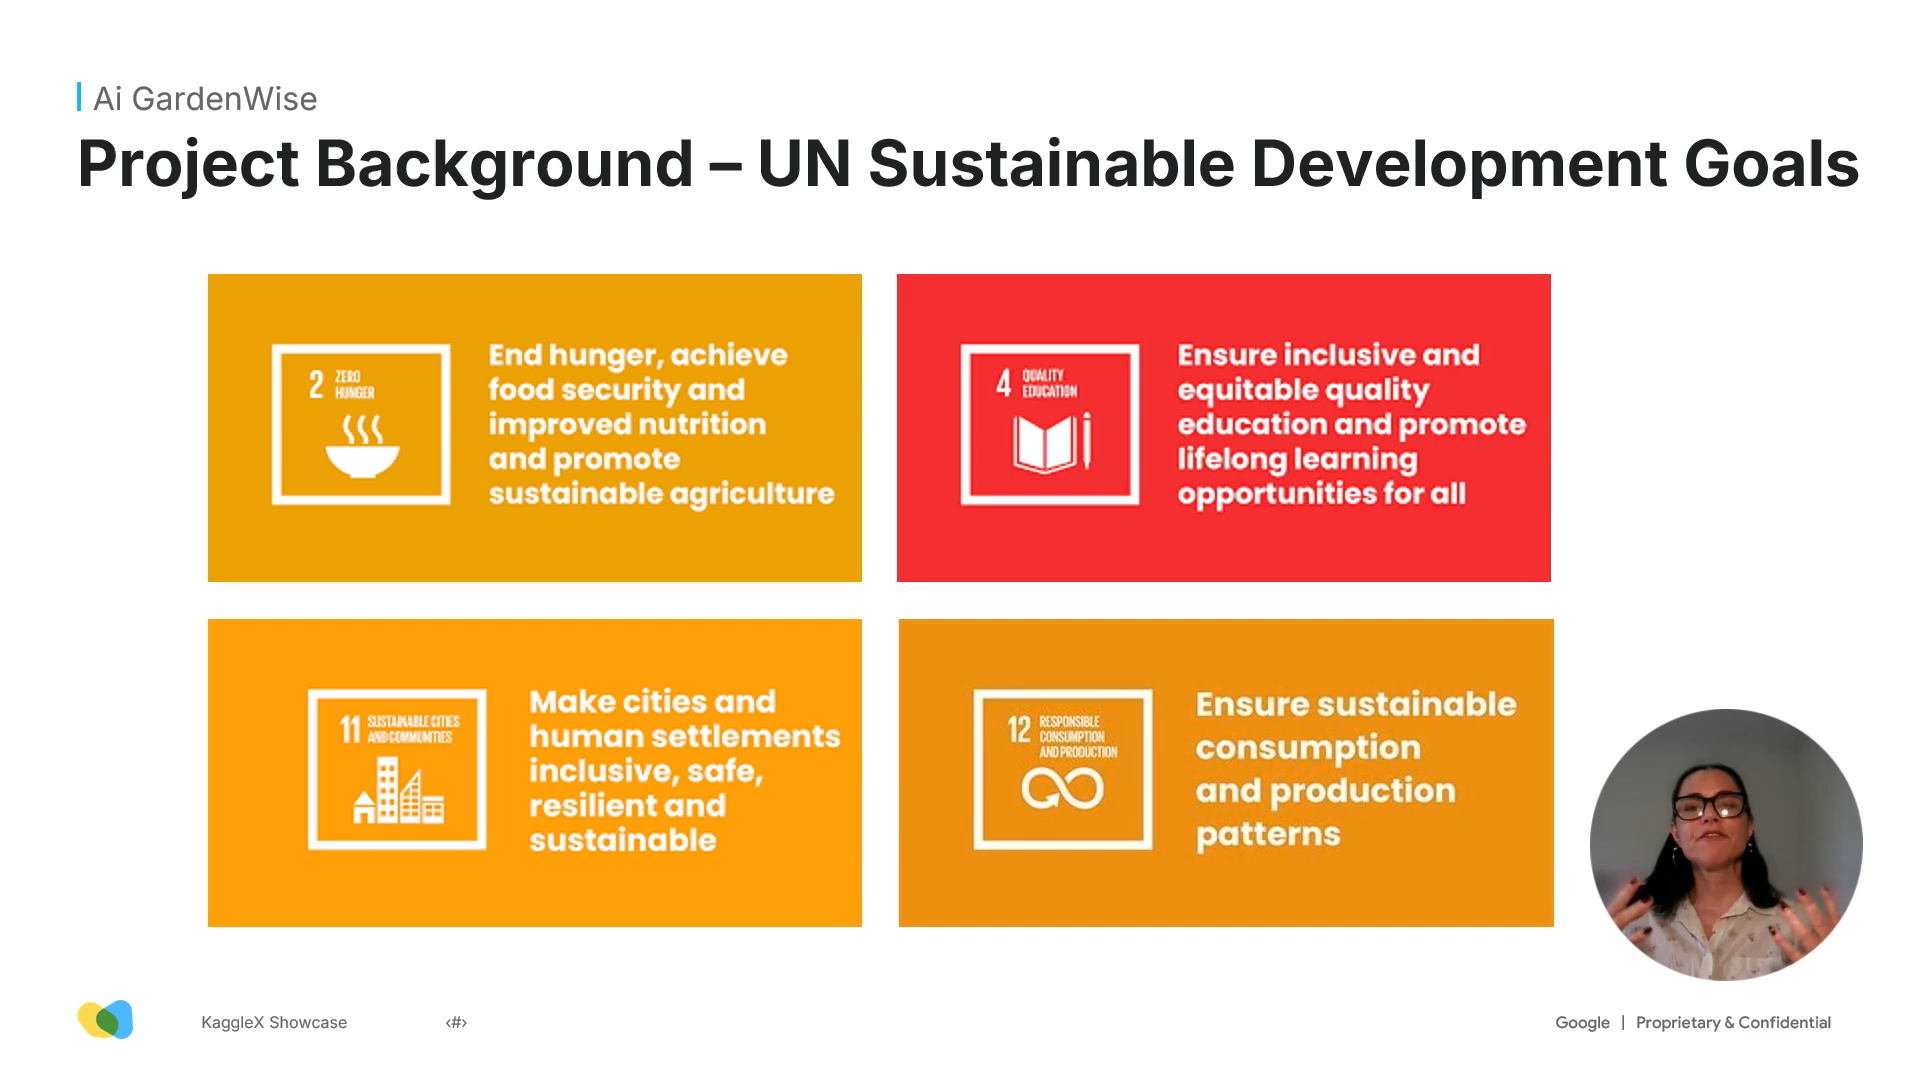 Ai GardenWise
Project Background – UN Sustainable Development Goals
2 ZERO
HUNGER
End hunger, achieve
food security and
improved nutrition
and promote
sustainable agriculture
4 QUALITY
EDUCATION
Ensure inclusive and
equitable quality
education and promote
lifelong learning
opportunities for all
11 SUSTAINABLE CITIES
AND COMMUNITIES
Make cities and
human settlements
inclusive, safe,
resilient and
sustainable
12 RESPONSIBLE
CONSUMPTION
AND PRODUCTION
Ensure sustainable
consumption
and production
patterns
KaggleX Showcase
‹#›
Google | Proprietary & Confidential